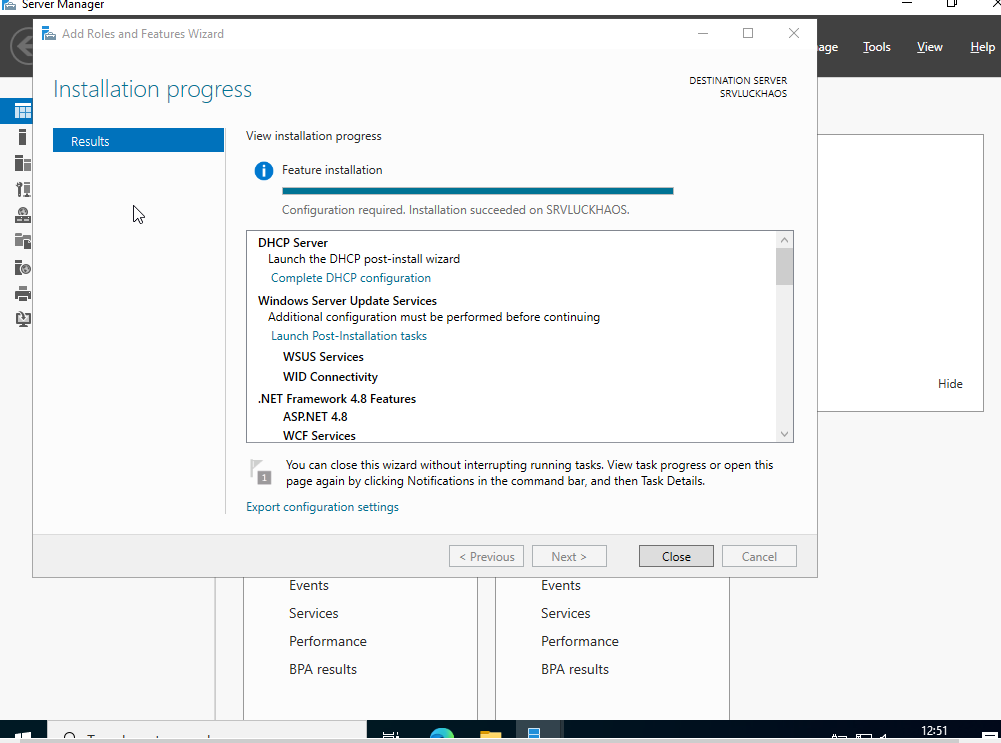 Server Manager
Add Roles and Features Wizard
Tools
View
Help
Installation progress
DESTINATION SERVER
SRVLUCKHAOS
Results
View installation progress
Feature installation
Configuration required. Installation succeeded on SRVLUCKHAOS.
DHCP Server
Launch the DHCP post-install wizard
Complete DHCP configuration
Windows Server Update Services
Additional configuration must be performed before continuing
Launch Post-Installation tasks
WSUS Services
WID Connectivity
.NET Framework 4.8 Features
ASP.NET 4.8
WCF Services
Hide
1
You can close this wizard without interrupting running tasks. View task progress or open this
page again by clicking Notifications in the command bar, and then Task Details.
Export configuration settings
< Previous
Next >
Close
Cancel
Events
Services
Performance
BPA results
Events
Services
Performance
BPA results
12:51